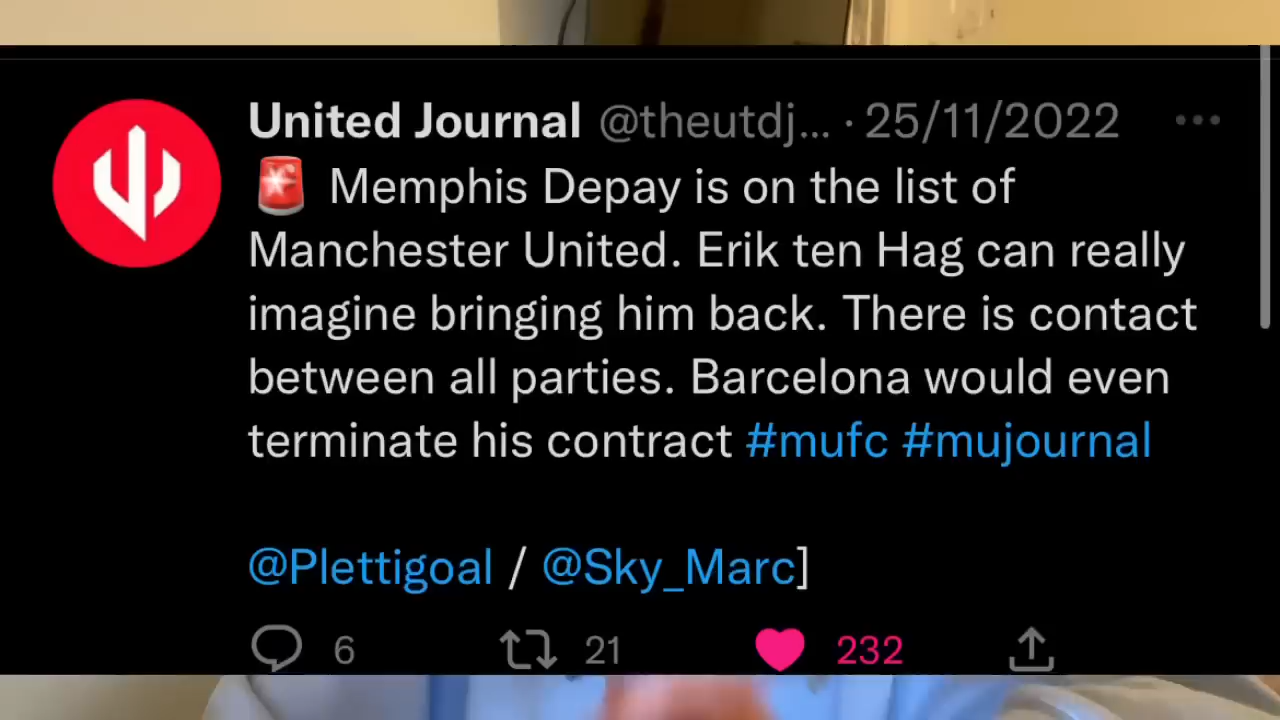 United Journal @theutdj... · 25/11/2022 ...
🚨 Memphis Depay is on the list of
Manchester United. Erik ten Hag can really
imagine bringing him back. There is contact
between all parties. Barcelona would even
terminate his contract #mufc #mujournal
@Plettigoal / @Sky_Marc]
6 21 232